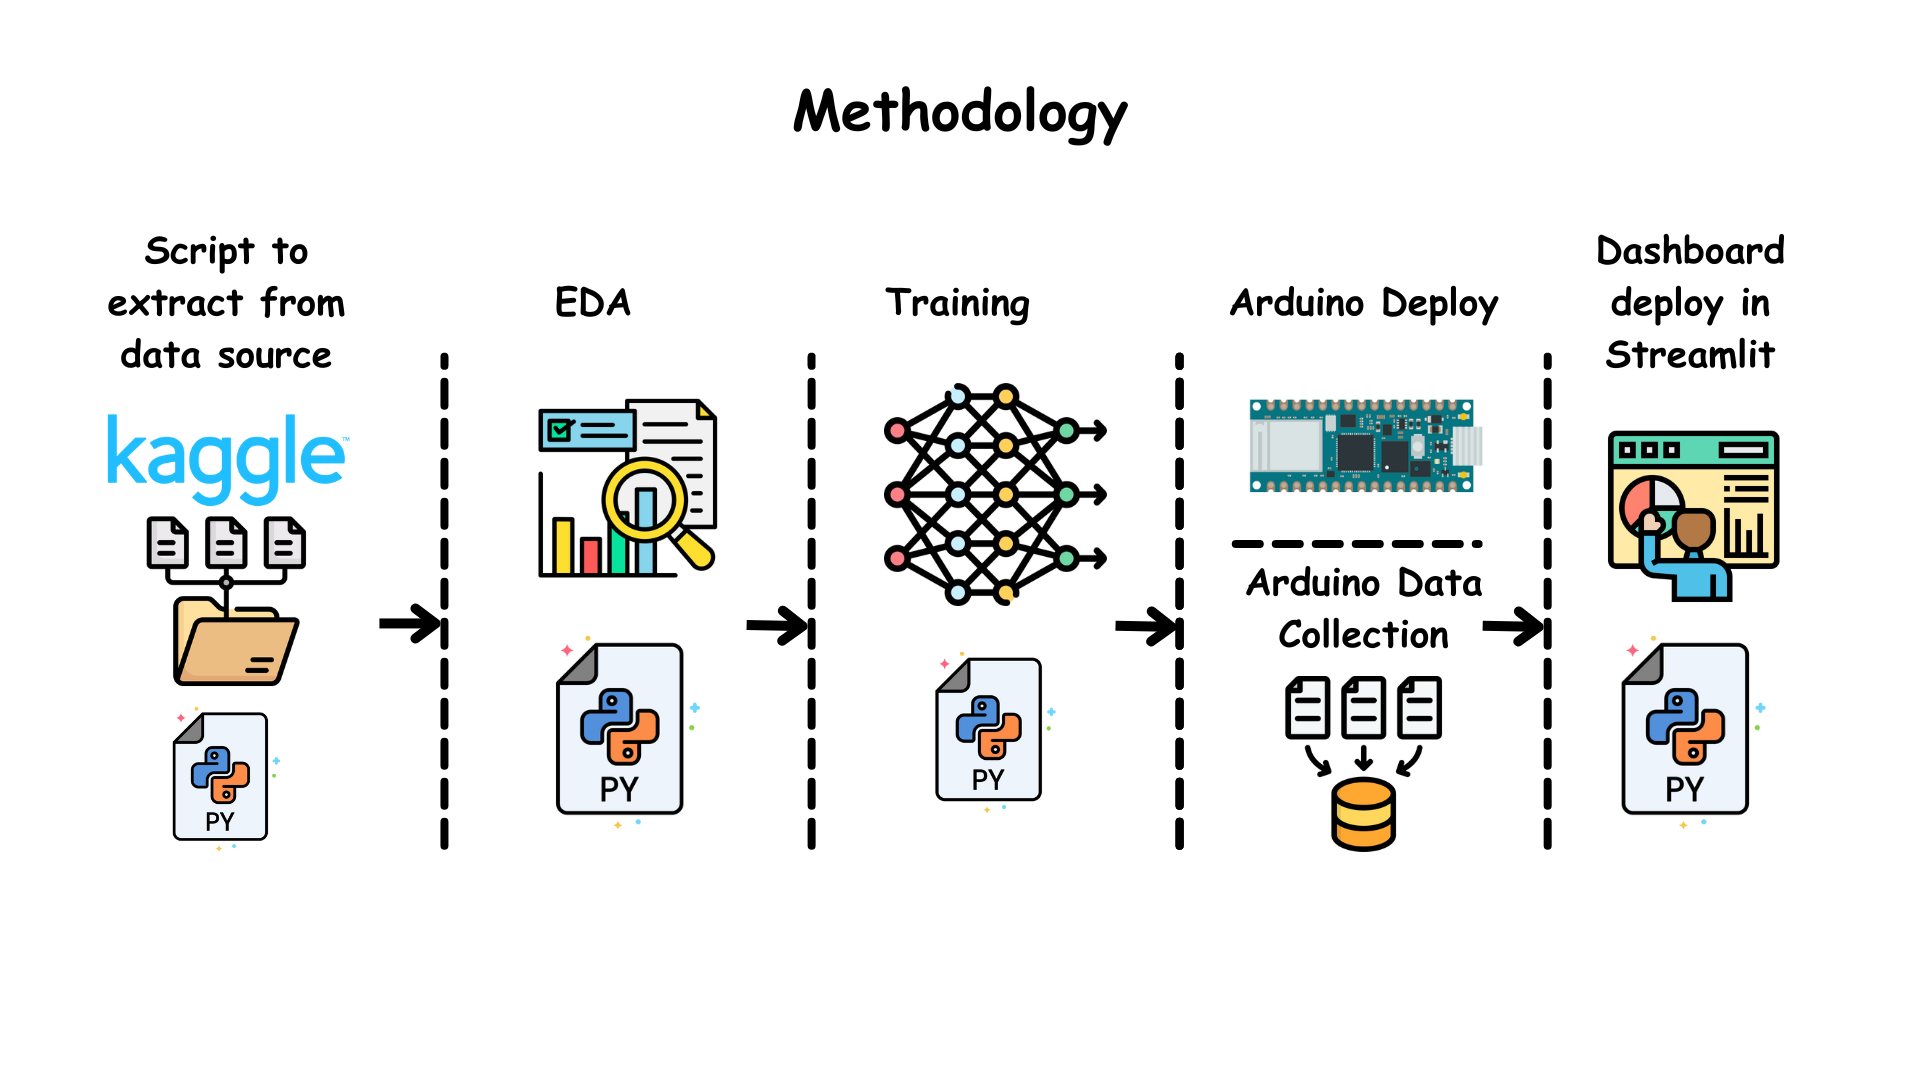 Methodology
Script to
extract from
data source
kaggle™
PY
EDA
PY
Training
PY
Arduino Deploy
Arduino Data
Collection
Dashboard
deploy in
Streamlit
PY